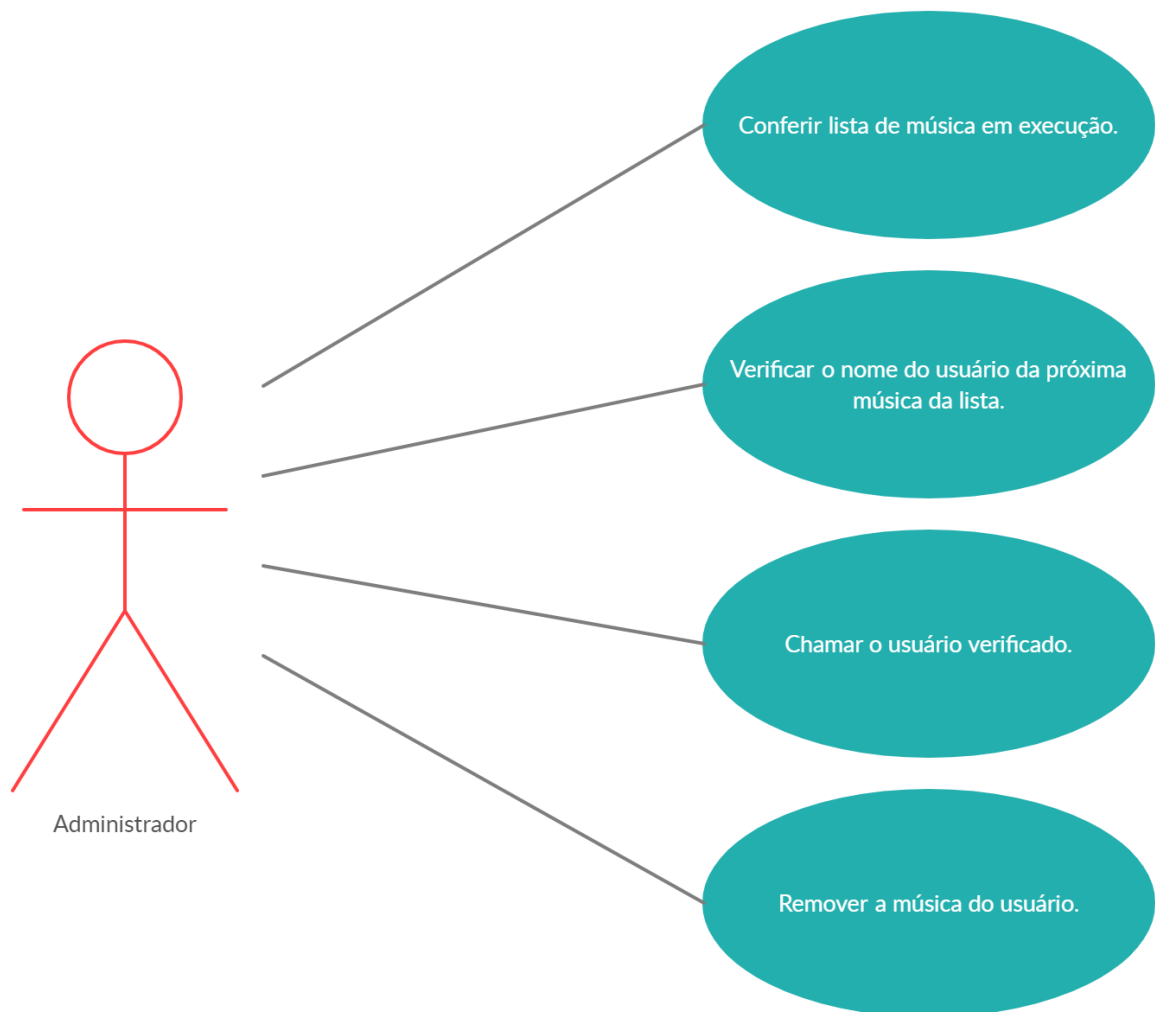 Conferir lista de música em execução.
Verificar o nome do usuário da próxima
música da lista.
Chamar o usuário verificado.
Administrador
Remover a música do usuário.